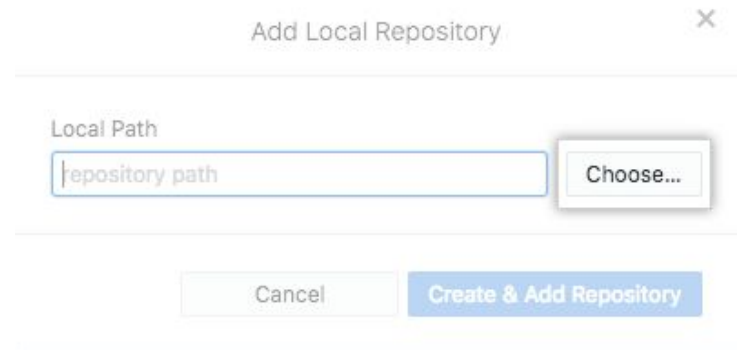 Add Local Repository
×
Local Path
repository path
Choose...
Cancel
Create & Add Repository